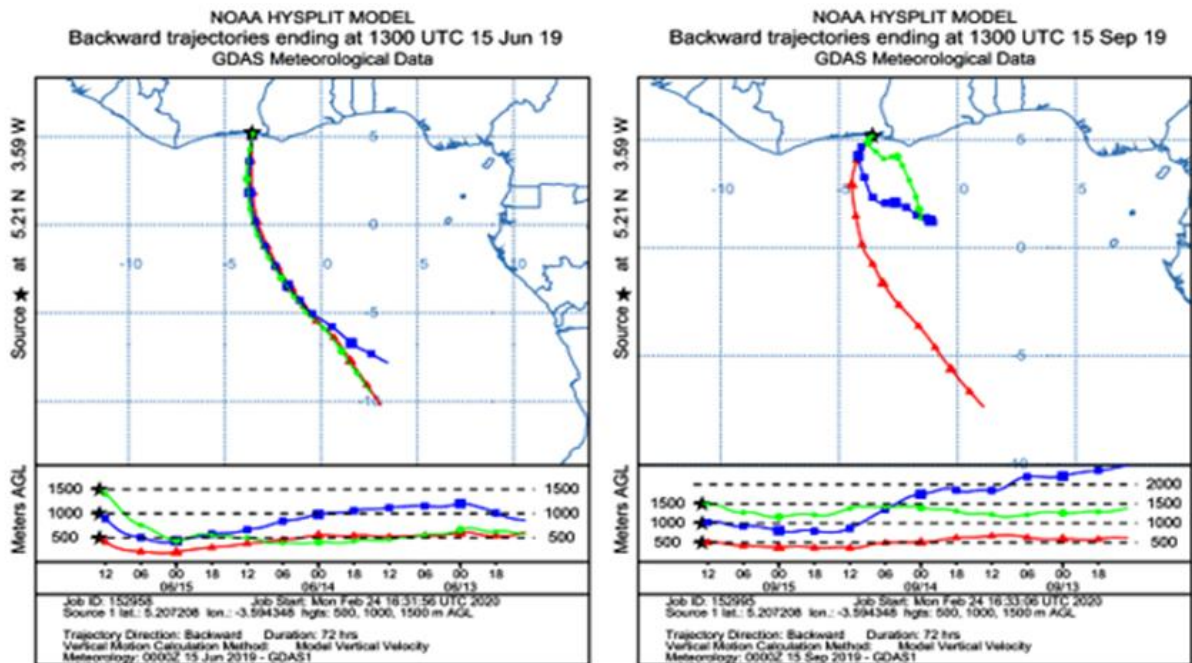 NOAA HYSPLIT MODEL
Backward trajectories ending at 1300 UTC 15 Jun 19
GDAS Meteorological Data
Source ★ at 5.21 N 3.59 W
5
0
-10
-5
5
10
-5
-10
Meters AGL
1500
1000
500
1500
1000
500
12 06 00 18 12 06 00 18 12 06 00 18
06/15 06/14 06/13
Job ID: 152958 Job Start: Mon Feb 24 16:31:56 UTC 2020
Source 1 lat.: 5.207208 lon.: -3.594348 hgts: 500, 1000, 1500 m AGL
Trajectory Direction: Backward Duration: 72 hrs
Vertical Motion Calculation Method: Model Vertical Velocity
Meteorology: 0000Z 15 Jun 2019 - GDAS1
NOAA HYSPLIT MODEL
Backward trajectories ending at 1300 UTC 15 Sep 19
GDAS Meteorological Data
Source ★ at 5.21 N 3.59 W
5
-10
-5
0
5
0
-5
-10
Meters AGL
1500
1000
500
2000
1500
1000
500
12 06 00 18 12 06 00 18 12 06 00 18
09/15 09/14 09/13
Job ID: 152995 Job Start: Mon Feb 24 16:33:06 UTC 2020
Source 1 lat.: 5.207208 lon.: -3.594348 hgts: 500, 1000, 1500 m AGL
Trajectory Direction: Backward Duration: 72 hrs
Vertical Motion Calculation Method: Model Vertical Velocity
Meteorology: 0000Z 15 Sep 2019 - GDAS1